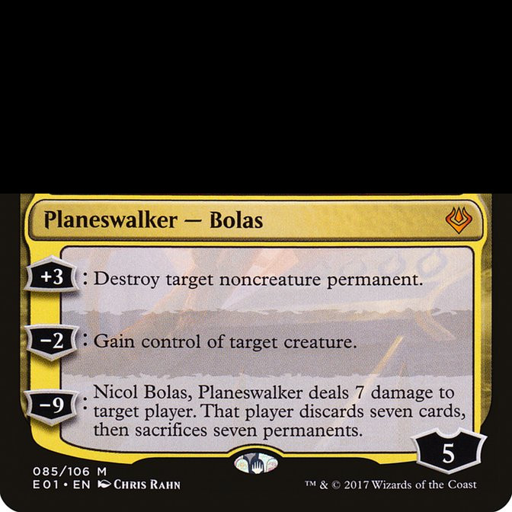 Planeswalker — Bolas
+3 : Destroy target noncreature permanent.
−2 : Gain control of target creature.
Nicol Bolas, Planeswalker deals 7 damage to
−9 : target player. That player discards seven cards,
then sacrifices seven permanents.
5
085/106 M
E01 • EN Chris Rahn
™ & © 2017 Wizards of the Coast